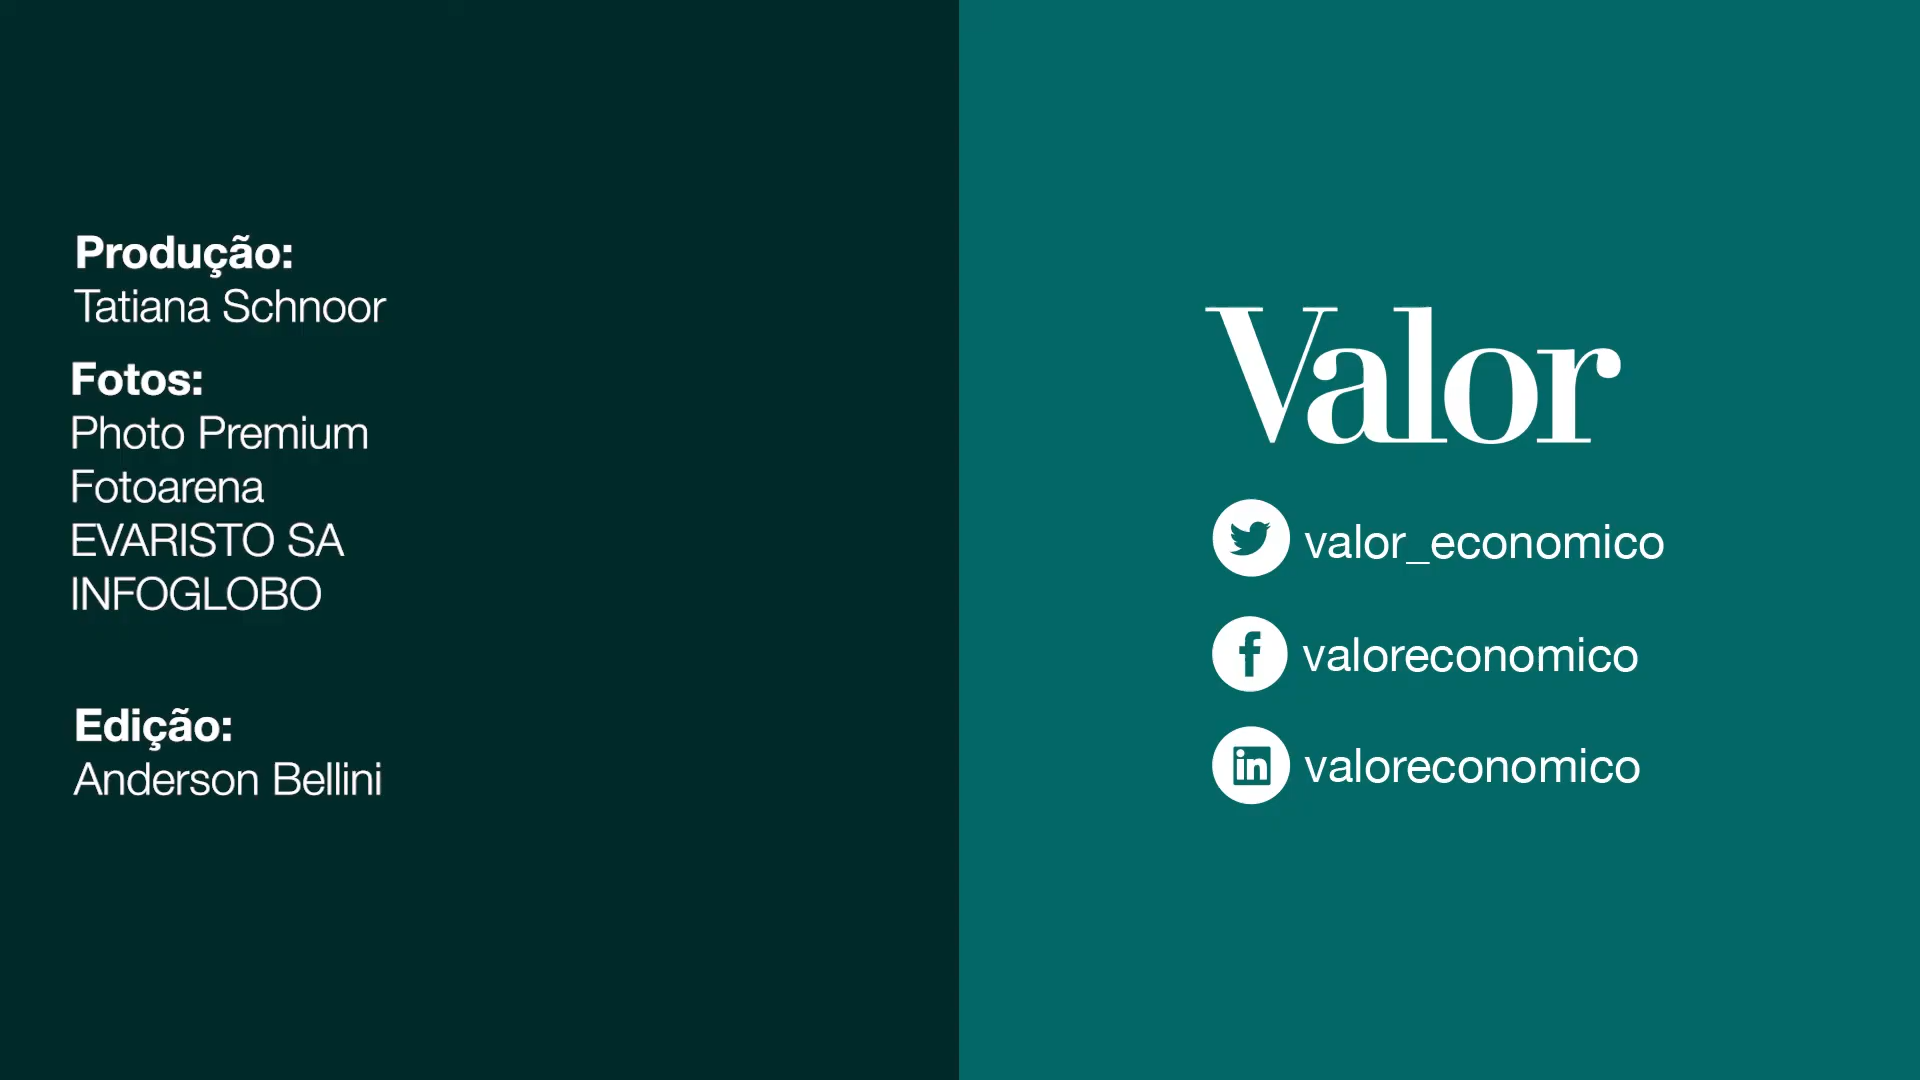 Produção:
Tatiana Schnoor
Fotos:
Photo Premium
Fotoarena
EVARISTO SA
INFOGLOBO
Edição:
Anderson Bellini
Valor
valor_economico
valoreconomico
valoreconomico